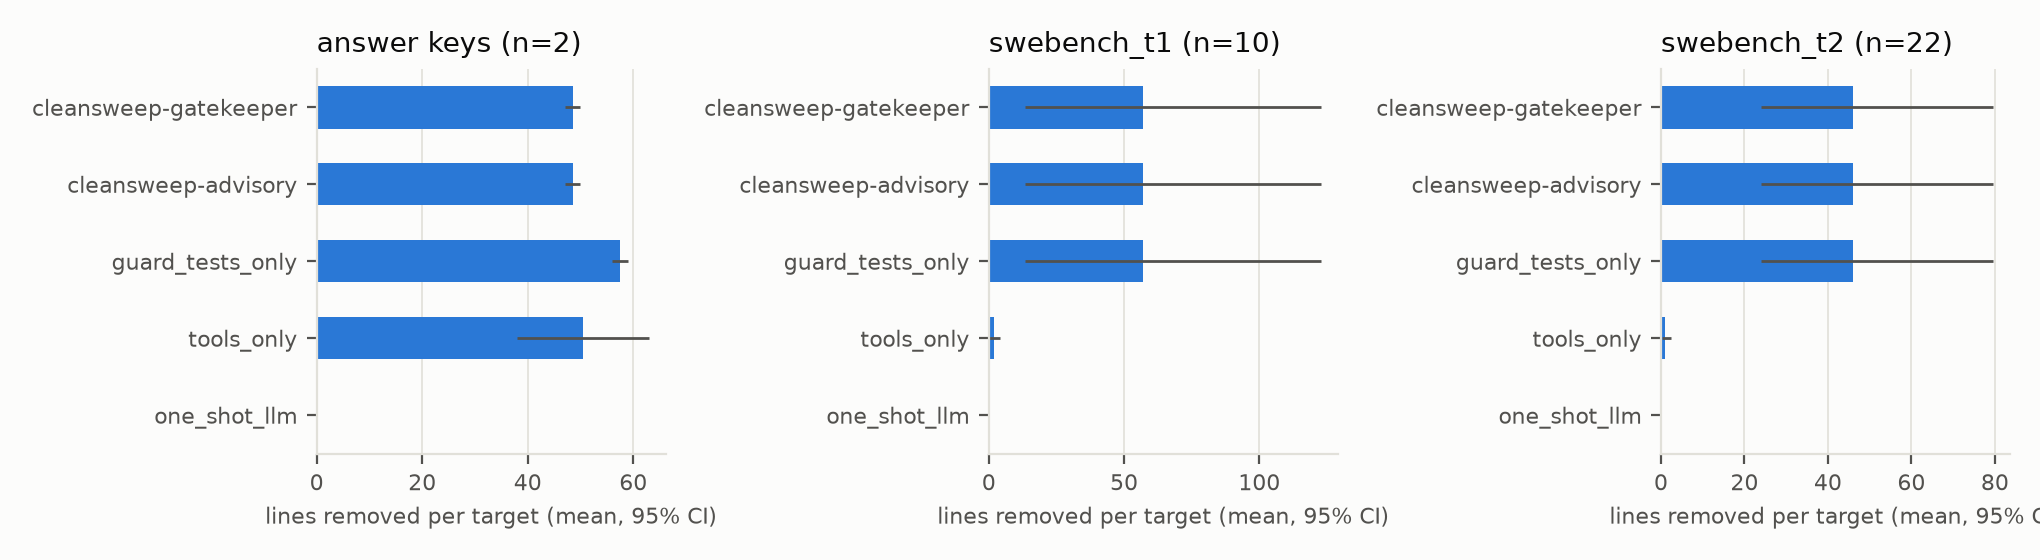 answer keys (n=2)
cleansweep-gatekeeper
cleansweep-advisory
guard_tests_only
tools_only
one_shot_llm
0 20 40 60
lines removed per target (mean, 95% CI)
swebench_t1 (n=10)
cleansweep-gatekeeper
cleansweep-advisory
guard_tests_only
tools_only
one_shot_llm
0 50 100
lines removed per target (mean, 95% CI)
swebench_t2 (n=22)
cleansweep-gatekeeper
cleansweep-advisory
guard_tests_only
tools_only
one_shot_llm
0 20 40 60 80
lines removed per target (mean, 95%